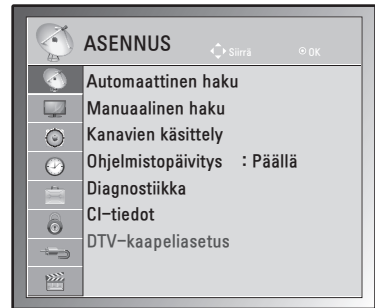 ASENNUS
Siirrä
OK
Automaattinen haku
Manuaalinen haku
Kanavien käsittely
Ohjelmistopäivitys : Päällä
Diagnostiikka
CI-tiedot
DTV-kaapeliasetus